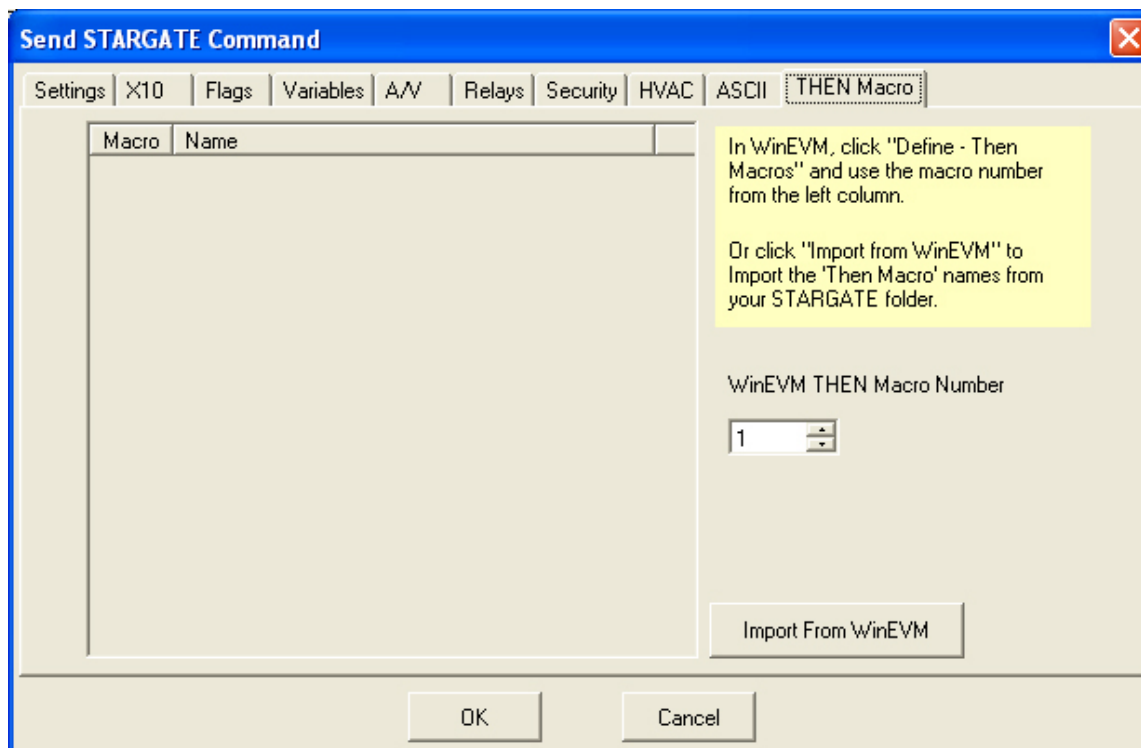 Send STARGATE Command
Settings X10 Flags Variables A/V Relays Security HVAC ASCII THEN Macro
Macro Name
In WinEVM, click "Define - Then
Macros" and use the macro number
from the left column.
Or click "Import from WinEVM" to
Import the 'Then Macro' names from
your STARGATE folder.
WinEVM THEN Macro Number
1
Import From WinEVM
OK Cancel